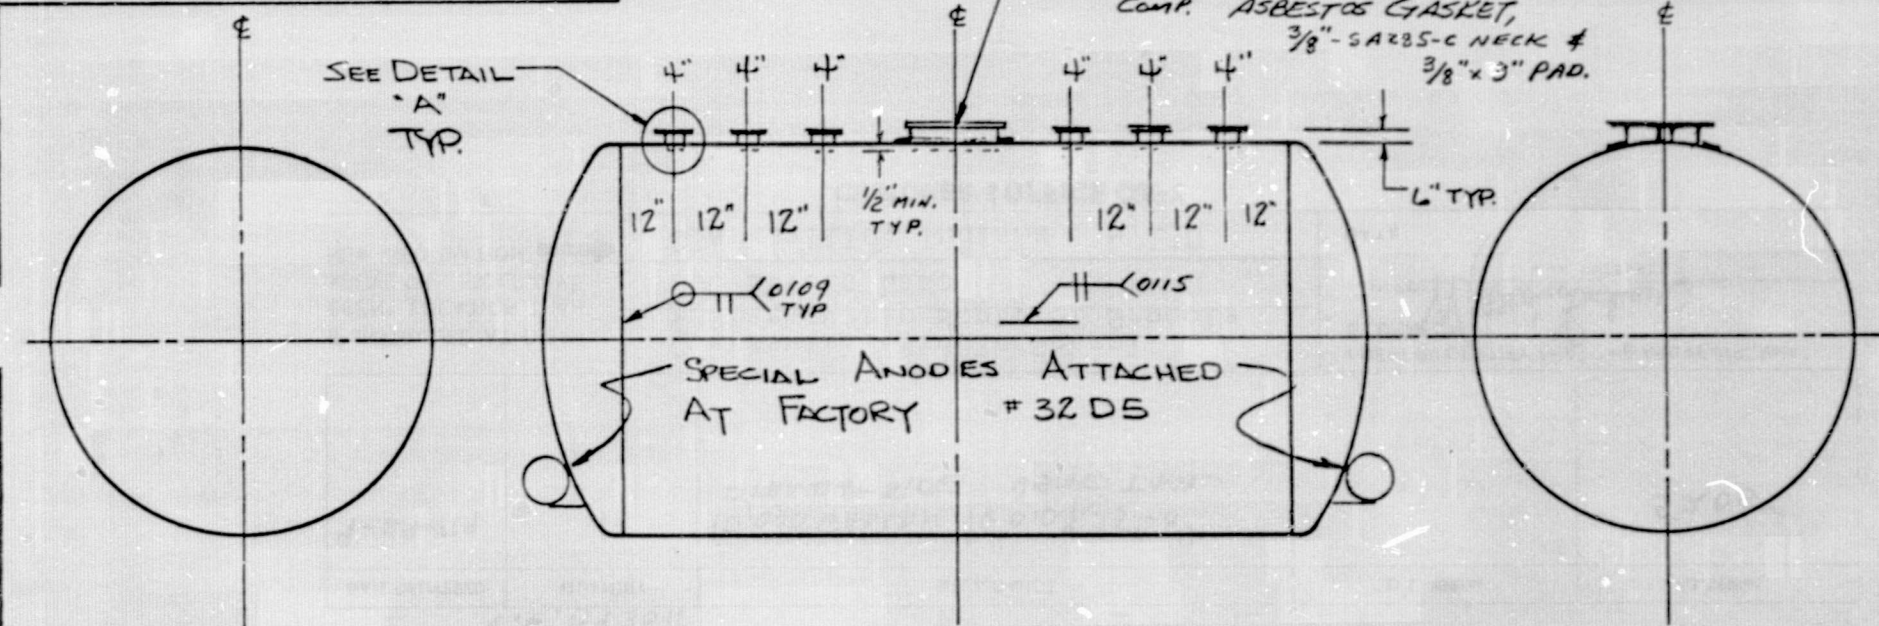 ℄
℄
℄
COMP. ASBESTOS GASKET,
3/8"-SA285-C NECK &
3/8" x 3" PAD.
SEE DETAIL
"A"
TYP.
4" 4" 4" 4" 4" 4"
6" TYP.
12" 12" 12" 1/2" MIN. 12" 12" 12"
TYP.
0109
TYP
0115
SPECIAL ANODES ATTACHED
AT FACTORY #32D5